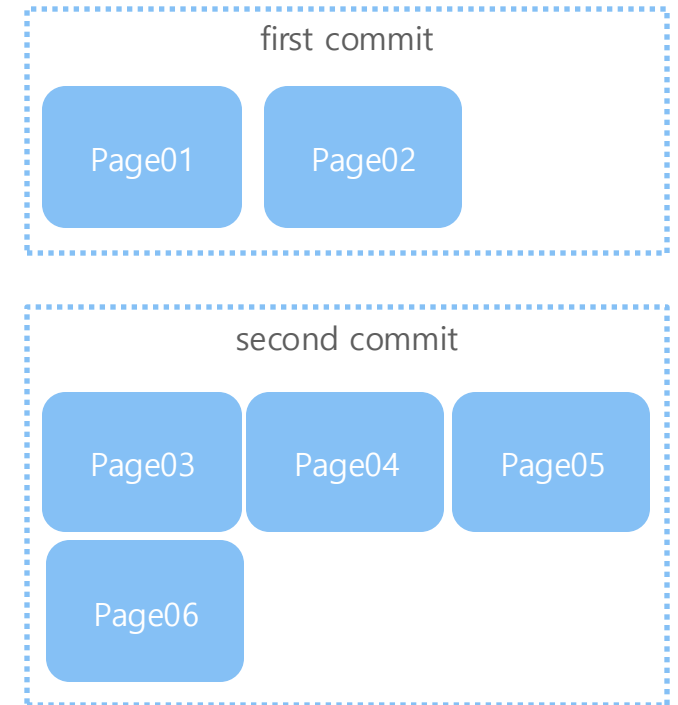 first commit
Page01 Page02
second commit
Page03 Page04 Page05
Page06